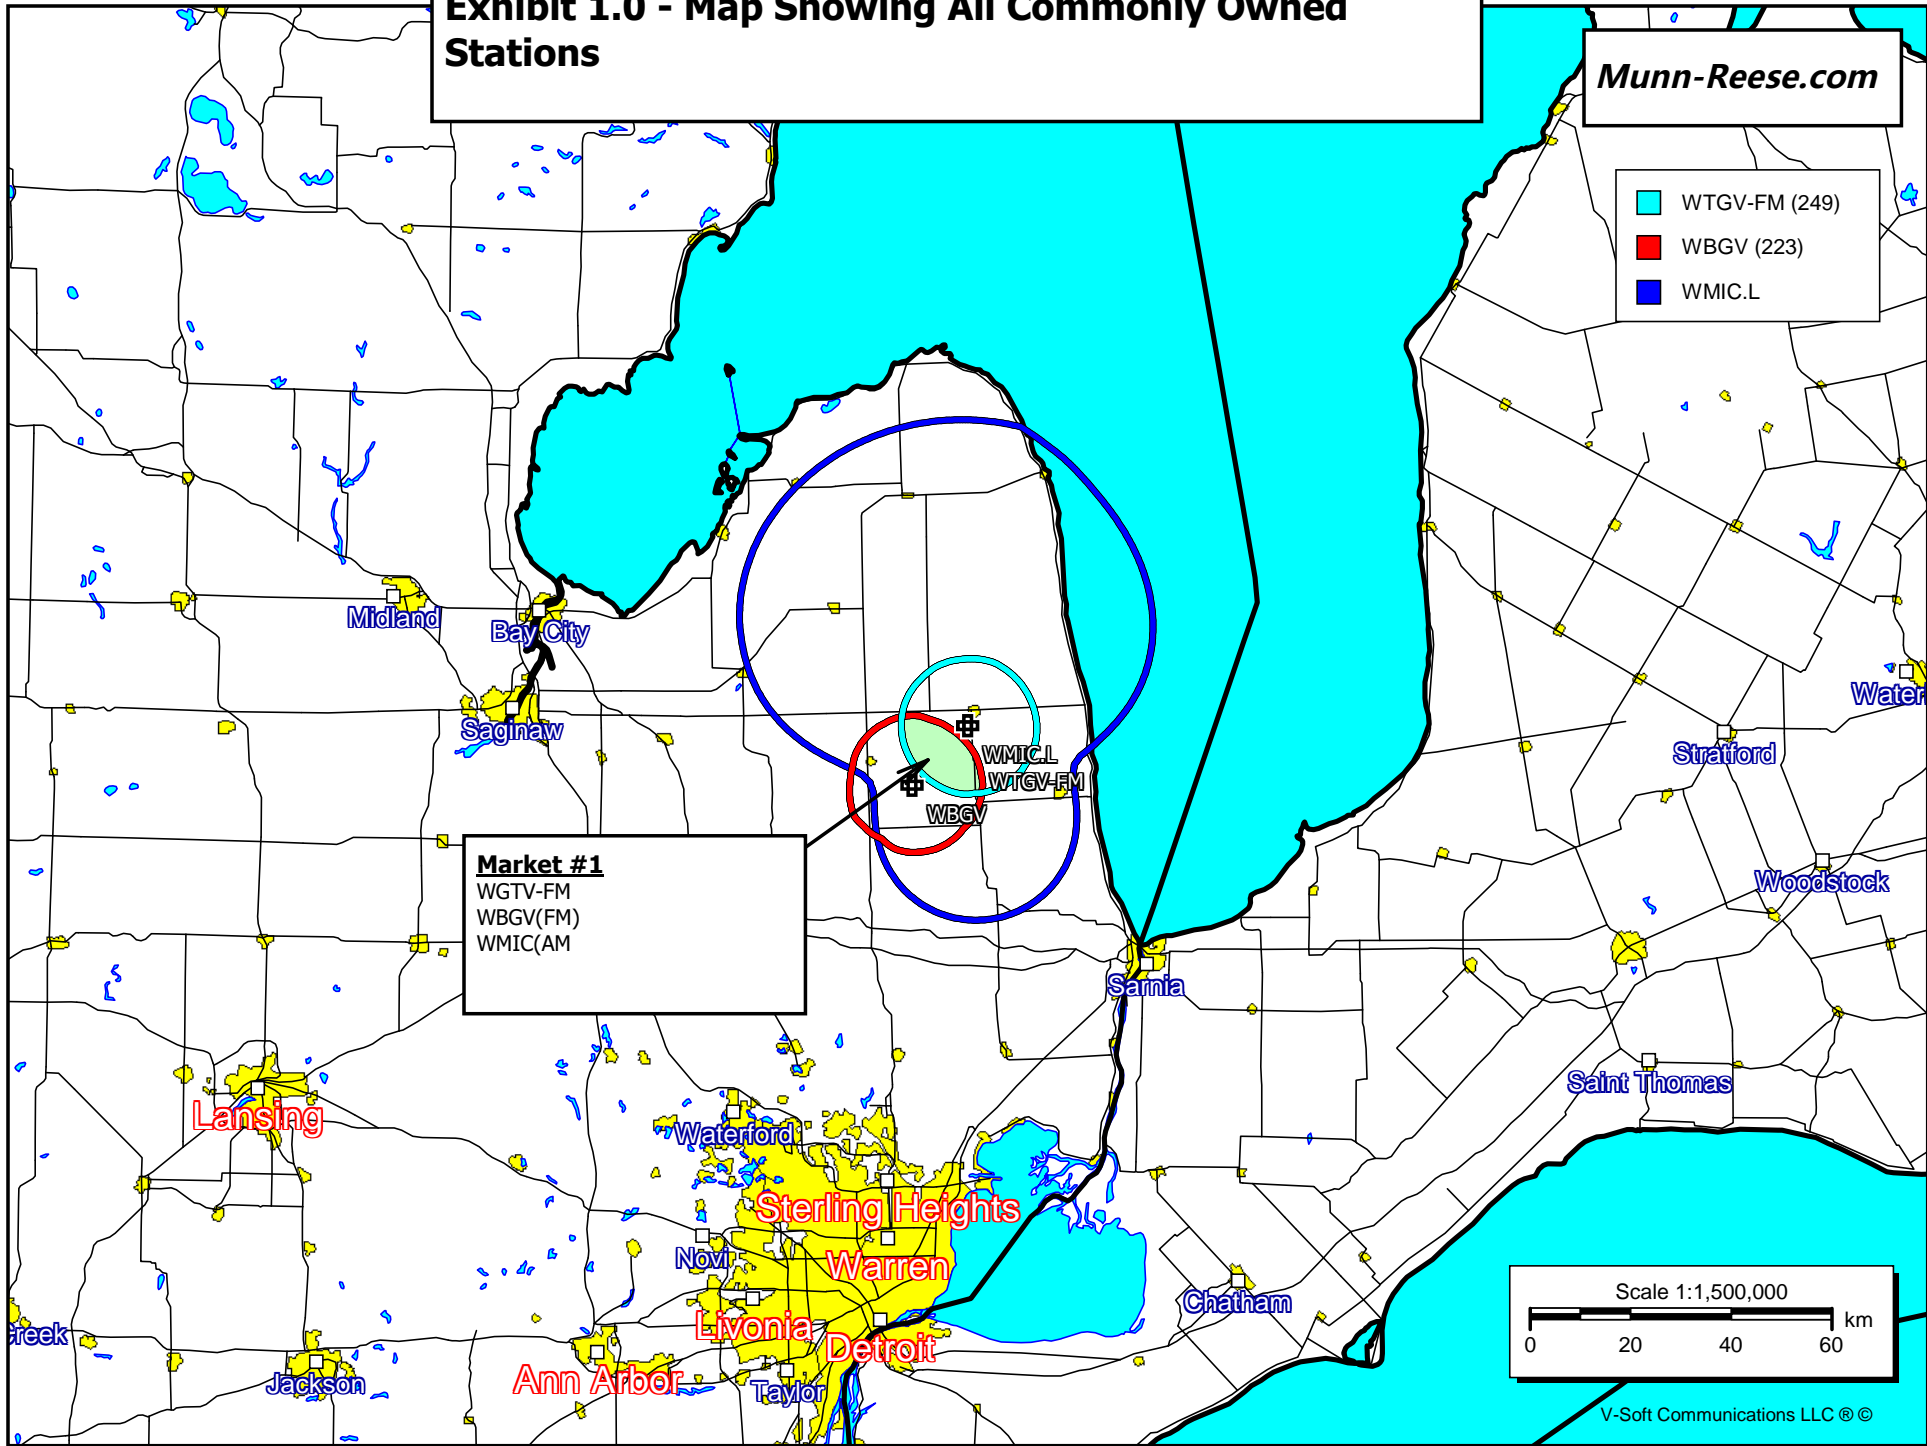 Exhibit 1.0 - Map Showing All Commonly Owned
Stations
Munn-Reese.com
WTGV-FM (249)
WBGV (223)
WMIC.L
Midland
Bay City
Saginaw
WMIC.L
WTGV-FM
WBGV
Market #1
WGTV-FM
WBGV(FM)
WMIC(AM
Stratford
Woodstock
Sarnia
Saint Thomas
Lansing
Waterford
Sterling Heights
Novi
Warren
Livonia
Detroit
Chatham
reek
Jackson
Ann Arbor
Taylor
Water
Scale 1:1,500,000
km
0 20 40 60
V-Soft Communications LLC ® ©